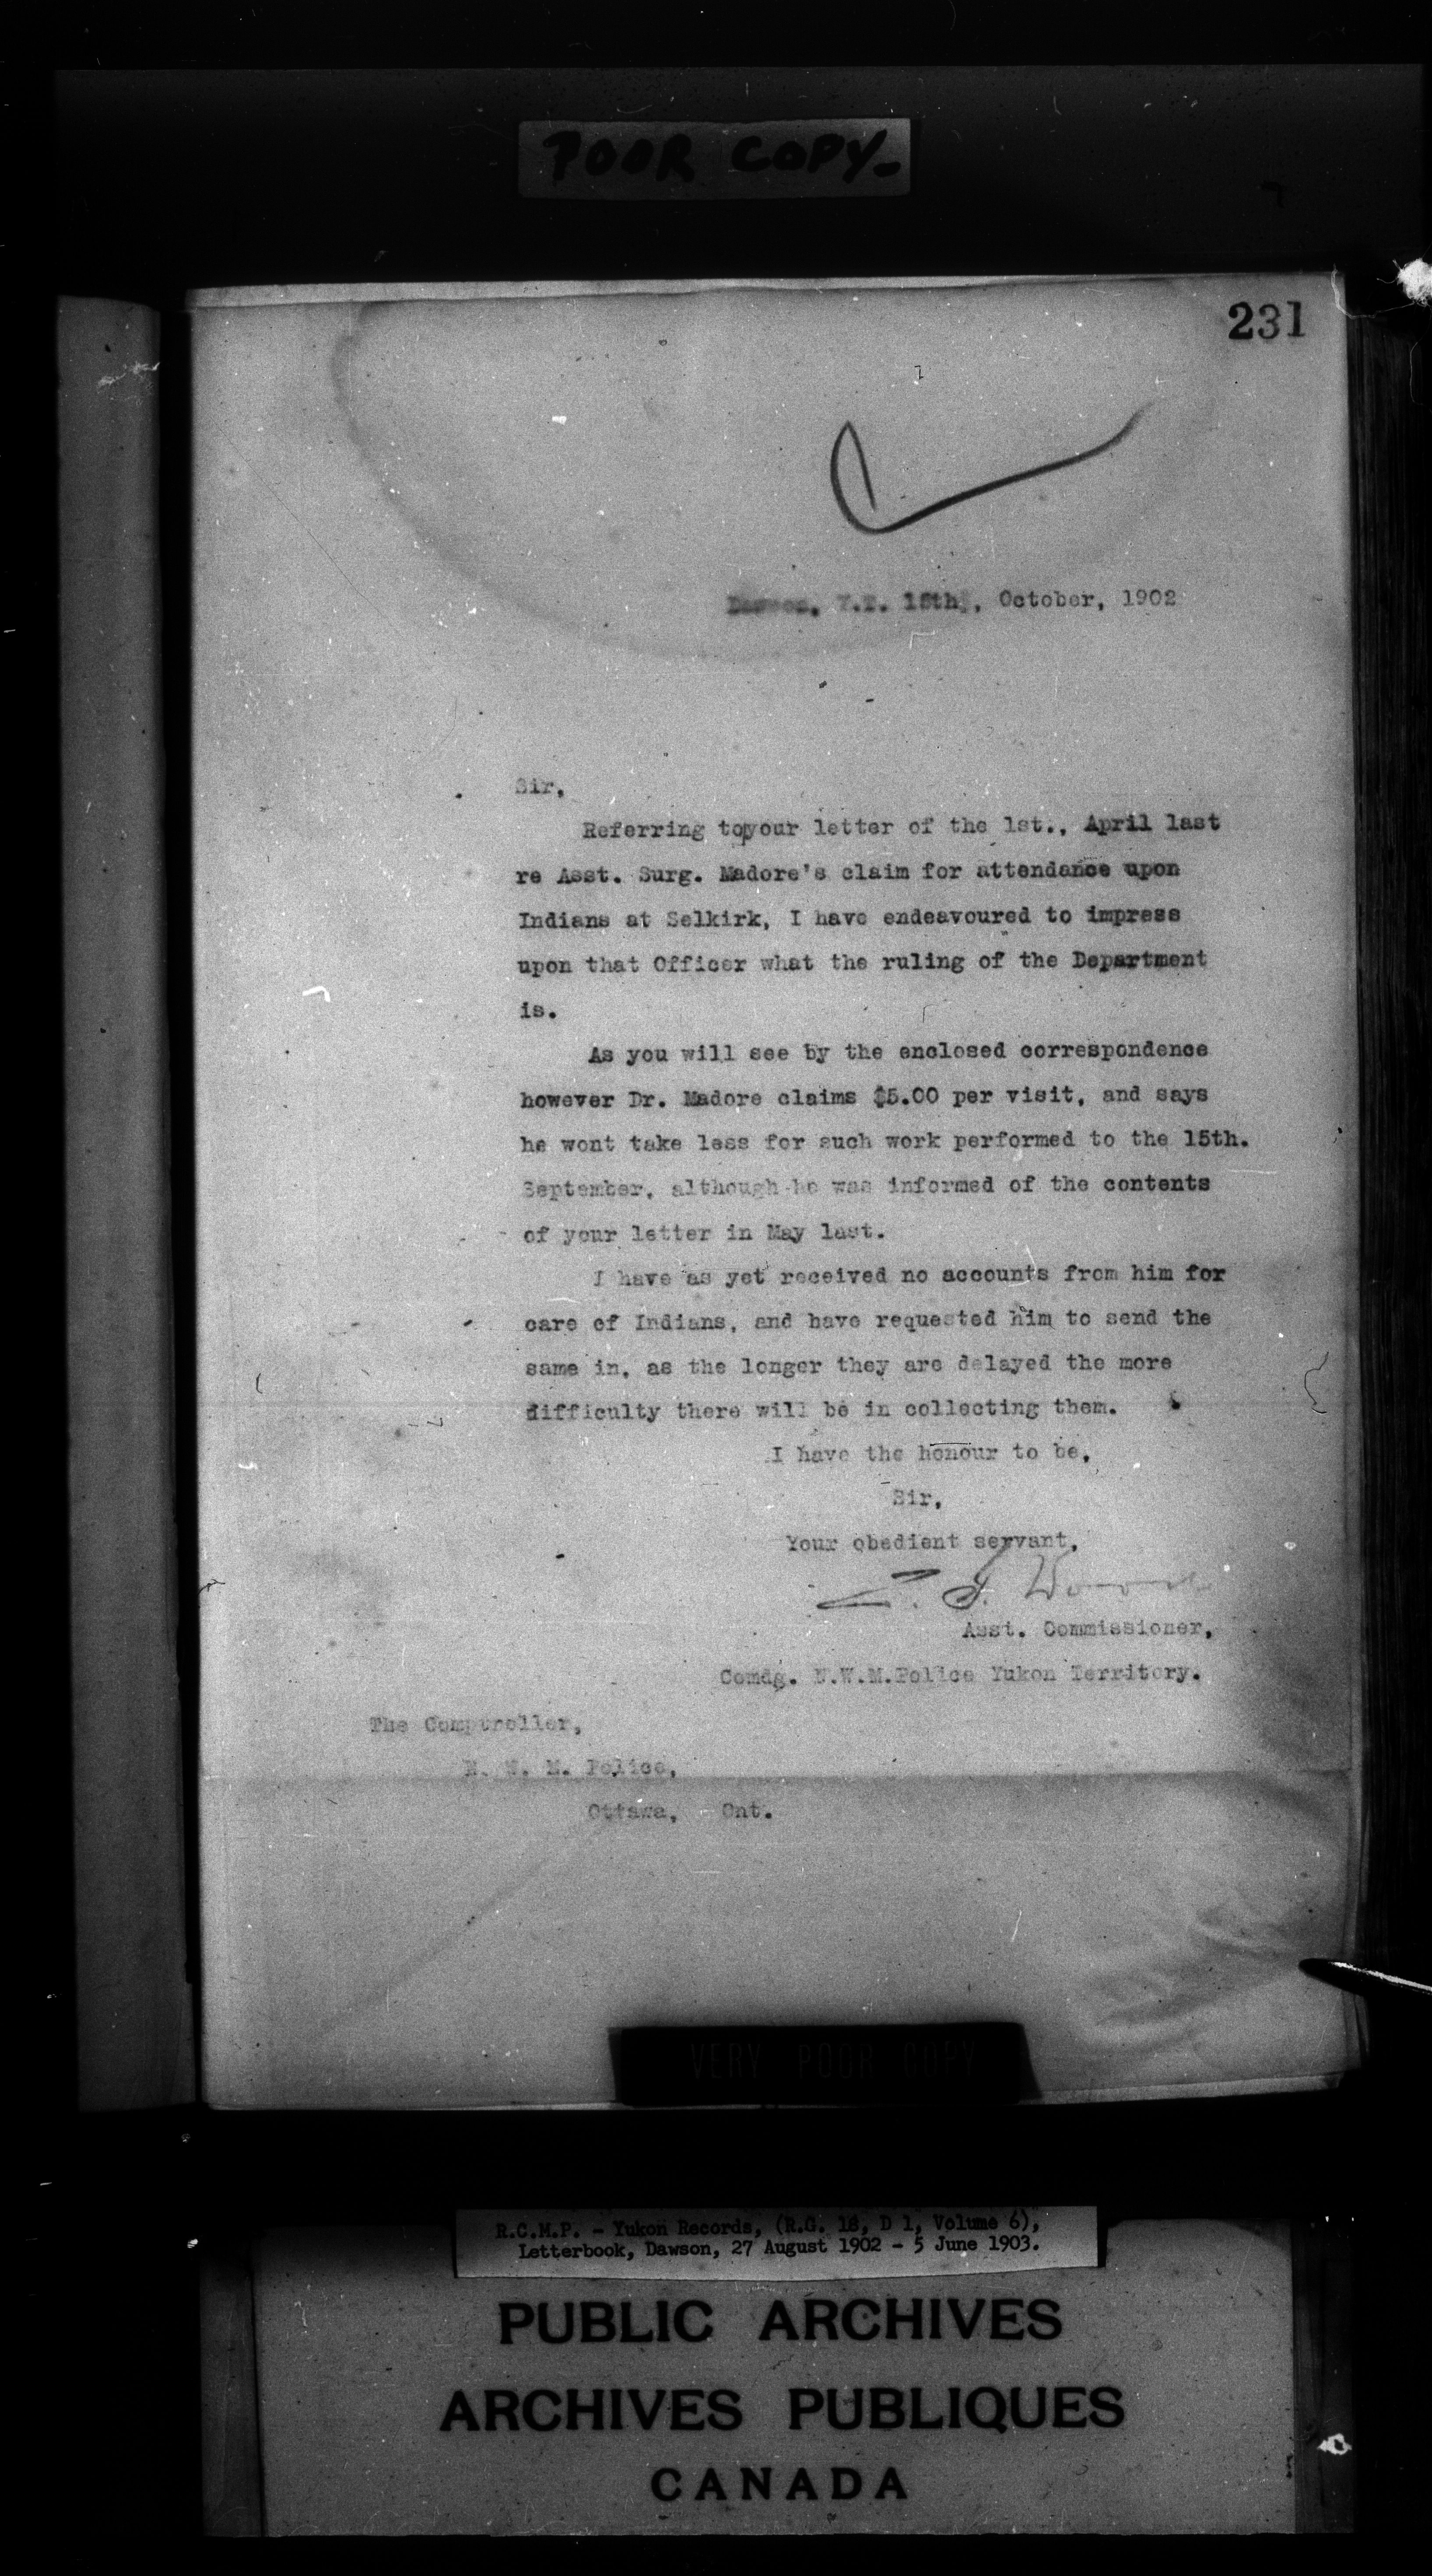 POOR COPY-
231
Dawson, Y.T. 16th, October, 1902
Sir,
Referring to your letter of the 1st., April last
re Asst. Surg. Madore's claim for attendance upon
Indians at Selkirk, I have endeavoured to impress
upon that Officer what the ruling of the Department
is.
As you will see by the enclosed correspondence
however Dr. Madore claims $5.00 per visit, and says
he wont take less for such work performed to the 15th.
September, although he was informed of the contents
of your letter in May last.
I have as yet received no accounts from him for
care of Indians, and have requested him to send the
same in, as the longer they are delayed the more
difficulty there will be in collecting them.
I have the honour to be,
Sir,
Your obedient servant,
Z. T. Wood
Asst. Commissioner,
Comdg. N.W.M.Police Yukon Territory.
The Comptroller,
N. W. M. Police,
Ottawa, Ont.
VERY POOR COPY
R.C.M.P. - Yukon Records, (R.G. 18, D 1, Volume 6),
Letterbook, Dawson, 27 August 1902 - 5 June 1903.
PUBLIC ARCHIVES
ARCHIVES PUBLIQUES
CANADA